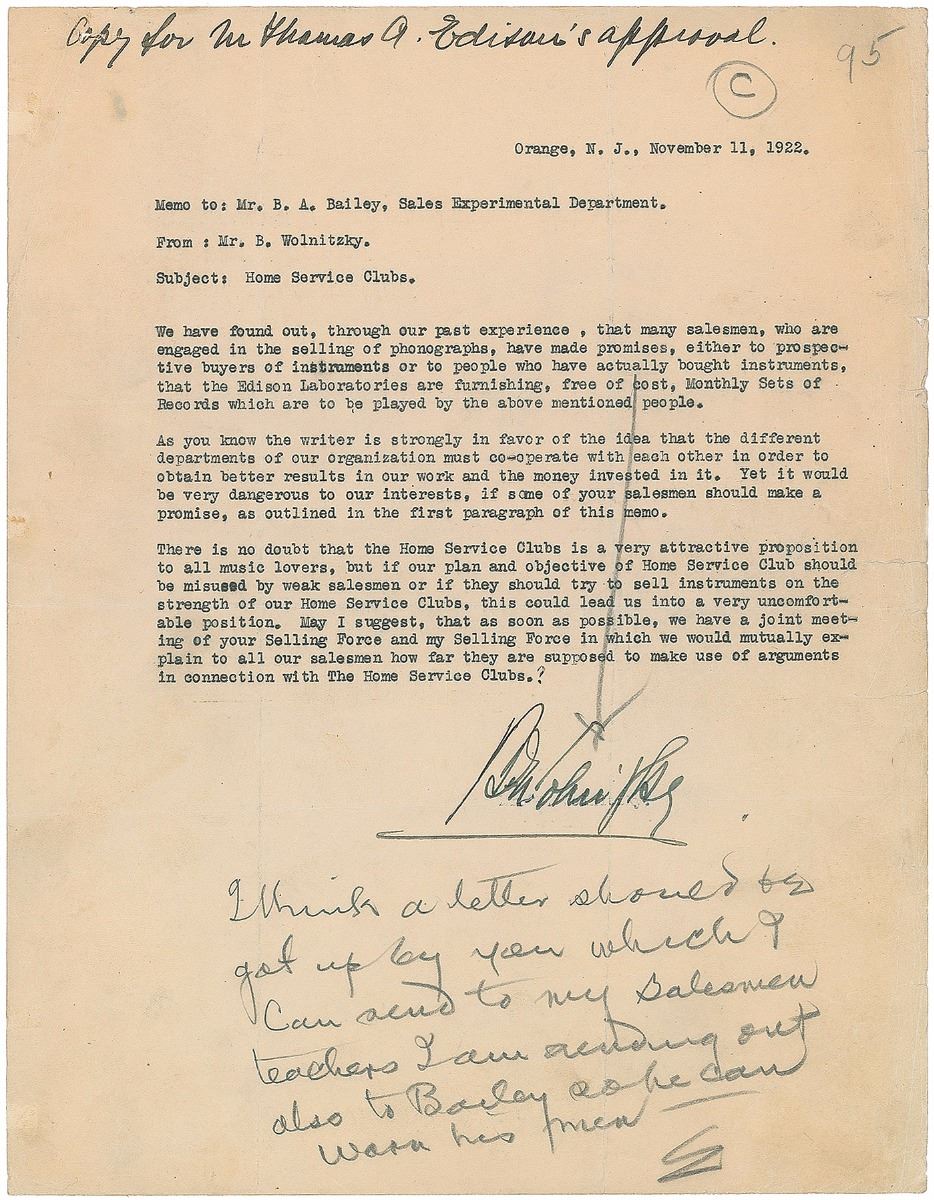 Copy for Mr Thomas A. Edison's approval.
95
C
Orange, N. J., November 11, 1922.
Memo to: Mr. B. A. Bailey, Sales Experimental Department.
From : Mr. B. Wolnitzky.
Subject: Home Service Clubs.
We have found out, through our past experience , that many salesmen, who are
engaged in the selling of phonographs, have made promises, either to prospec-
tive buyers of instruments or to people who have actually bought instruments,
that the Edison Laboratories are furnishing, free of cost, Monthly Sets of
Records which are to be played by the above mentioned people.
As you know the writer is strongly in favor of the idea that the different
departments of our organization must co-operate with each other in order to
obtain better results in our work and the money invested in it. Yet it would
be very dangerous to our interests, if some of your salesmen should make a
promise, as outlined in the first paragraph of this memo.
There is no doubt that the Home Service Clubs is a very attractive proposition
to all music lovers, but if our plan and objective of Home Service Club should
be misused by weak salesmen or if they should try to sell instruments on the
strength of our Home Service Clubs, this could lead us into a very uncomfort-
able position. May I suggest, that as soon as possible, we have a joint meet-
ing of your Selling Force and my Selling Force in which we would mutually ex-
plain to all our salesmen how far they are supposed to make use of arguments
in connection with The Home Service Clubs.?
BWolnitzky
I think a letter should be
got up by you which I
Can send to my salesmen
teachers I am sending out
also to Bailey so he can
warn his men
E